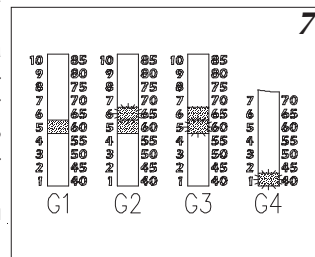 7
10 85 10 85 10 85
9 80 9 80 9 80
8 75 8 75 8 75
7 70 7 70 7 70 7 70
6 65 6 65 6 65 6 65
5 60 5 60 5 60 5 60
4 55 4 55 4 55 4 55
3 50 3 50 3 50 3 50
2 45 2 45 2 45 2 45
1 40 1 40 1 40 1 40
G1 G2 G3 G4